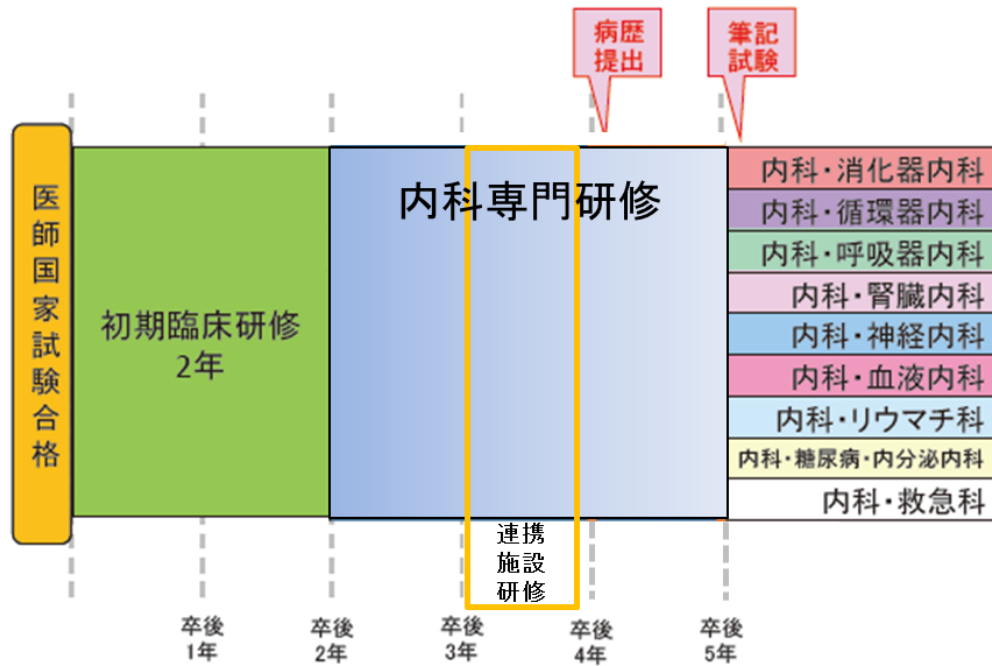 病歴
提出
筆記
試験
医師国家試験合格
初期臨床研修
2年
内科専門研修
連携
施設
研修
内科・消化器内科
内科・循環器内科
内科・呼吸器内科
内科・腎臓内科
内科・神経内科
内科・血液内科
内科・リウマチ科
内科・糖尿病・内分泌内科
内科・救急科
卒後
1年
卒後
2年
卒後
3年
卒後
4年
卒後
5年